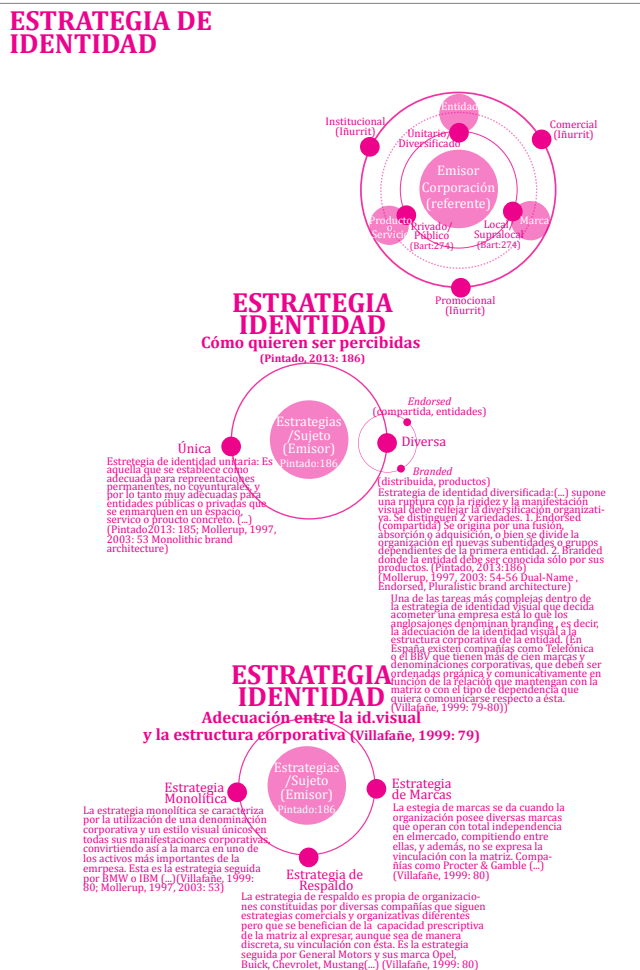 ESTRATEGIA DE
IDENTIDAD
Entidad
Institucional
(Iñurrit)
Comercial
(Iñurrit)
Unitario/
Diversificado
Emisor
Corporación
(referente)
Producto
o
Servicio
Privado/
Público
(Bart:274)
Local/
Supralocal
(Bart:274)
Marca
Promocional
(Iñurrit)
ESTRATEGIA
IDENTIDAD
Cómo quieren ser percibidas
(Pintado, 2013: 186)
Estrategias
/Sujeto
(Emisor)
Pintado:186
Única
Estretegia de identidad unitaria: Es
aquella que se establece como
adecuada para repreentaciones
permanentes, no coyunturales, y
por lo tanto muy adecuadas para
entidades públicas o privadas que
se enmarquen en un espacio,
servico o proucto concreto. (...)
(Pintado2013: 185; Mollerup, 1997,
2003: 53 Monolithic brand
architecture)
Endorsed
(compartida, entidades)
Diversa
Branded
(distribuida, productos)
Estrategia de identidad diversificada:(...) supone
una ruptura con la rigidez y la manifestación
visual debe reflejar la diversificación organizati-
va. Se distinguen 2 variedades. 1. Endorsed
(compartida) Se origina por una fusión,
absorción o adquisición, o bien se divide la
organización en nuevas subentidades o grupos
dependientes de la primera entidad. 2. Branded
donde la entidad debe ser conocida sólo por sus
productos. (Pintado, 2013:186)
(Mollerup, 1997, 2003: 54-56 Dual-Name ,
Endorsed, Pluralistic brand architecture)
Una de las tareas más complejas dentro de
la estrategia de identidad visual que decida
acometer una empresa está lo que los
anglosajones denominan branding , es decir,
la adecuación de la identidad visual a la
estructura corporativa de la entidad. (En
España existen compañías como Telefónica
o el BBV que tienen más de cien marcas y
denominaciones corporativas, que deben ser
ordenadas orgánica y comunicativamente en
función de la relación que mantengan con la
matriz o con el tipo de dependencia que
quiera comounicarse respecto a ésta.
(Villafañe, 1999: 79-80))
ESTRATEGIA
IDENTIDAD
Adecuación entre la id.visual
y la estructura corporativa (Villafañe, 1999: 79)
Estrategias
/Sujeto
(Emisor)
Pintado:186
Estrategia
Monolítica
La estrategia monolítica se caracteriza
por la utilización de una denominación
corporativa y un estilo visual únicos en
todas sus manifestaciones corporativas,
convirtiendo así a la marca en uno de
los activos más importantes de la
emrpesa. Esta es la estrategia seguida
por BMW o IBM (...)(Villafañe, 1999:
80; Mollerup, 1997, 2003: 53)
Estrategia
de Marcas
La estegia de marcas se da cuando la
organización posee diversas marcas
que operan con total independencia
en elmercado, compitiendo entre
ellas, y además, no se expresa la
vinculación con la matriz. Compa-
ñías como Procter & Gamble (...)
(Villafañe, 1999: 80)
Estrategia de
Respaldo
La estrategia de respaldo es propia de organizacio-
nes constituidas por diversas compañías que siguen
estrategias comercials y organizativas diferentes
pero que se benefician de la capacidad prescriptiva
de la matriz al expresar, aunque sea de manera
discreta, su vinculación con ésta. Es la estrategia
seguida por General Motors y sus marca Opel,
Buick, Chevrolet, Mustang(...) (Villafañe, 1999: 80)